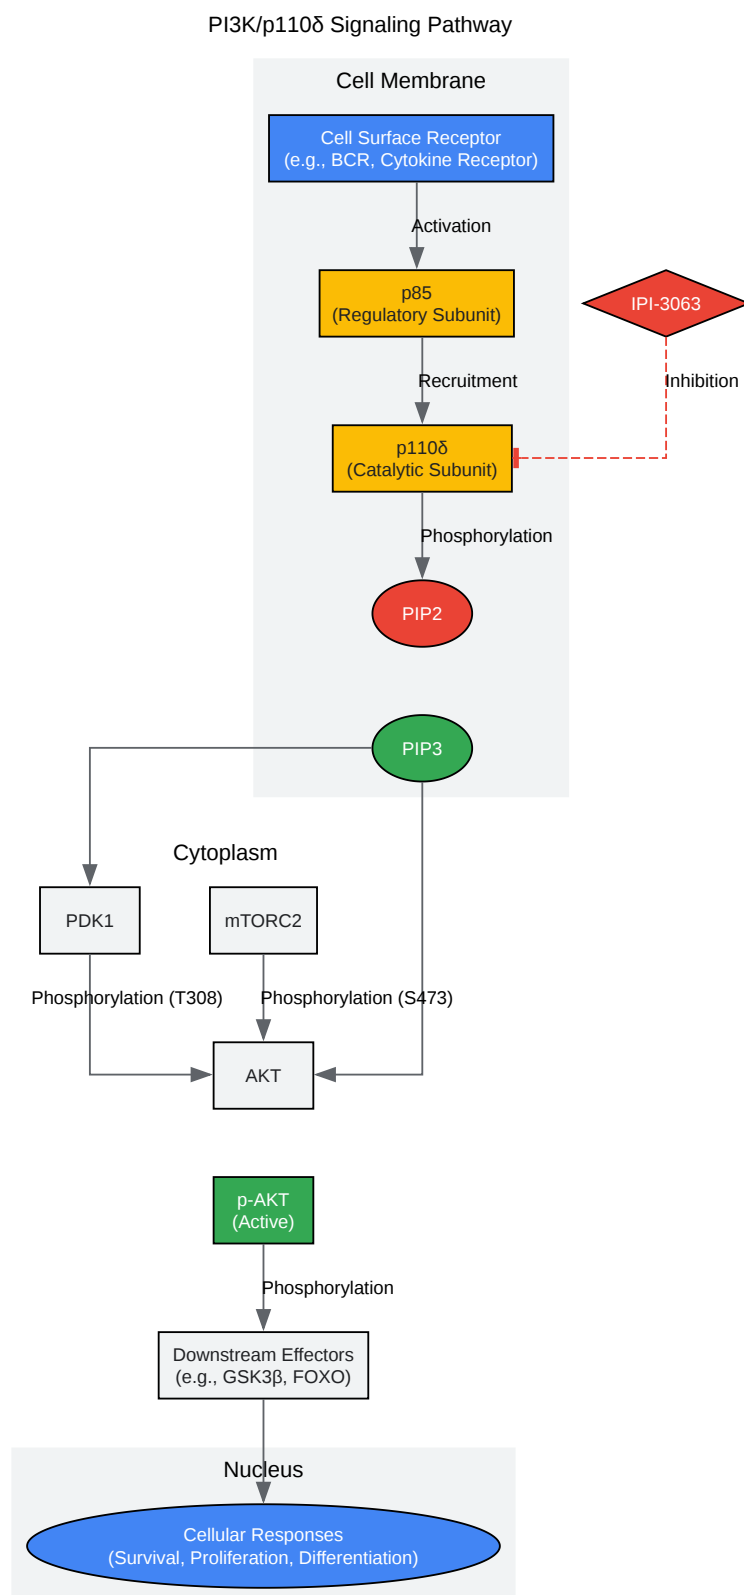 PI3K/p110δ Signaling Pathway
Cell Membrane
Cell Surface Receptor
(e.g., BCR, Cytokine Receptor)
Activation
p85
(Regulatory Subunit)
IPI-3063
Recruitment
Inhibition
p110δ
(Catalytic Subunit)
Phosphorylation
PIP2
PIP3
Cytoplasm
PDK1
mTORC2
Phosphorylation (T308)
Phosphorylation (S473)
AKT
p-AKT
(Active)
Phosphorylation
Downstream Effectors
(e.g., GSK3β, FOXO)
Nucleus
Cellular Responses
(Survival, Proliferation, Differentiation)